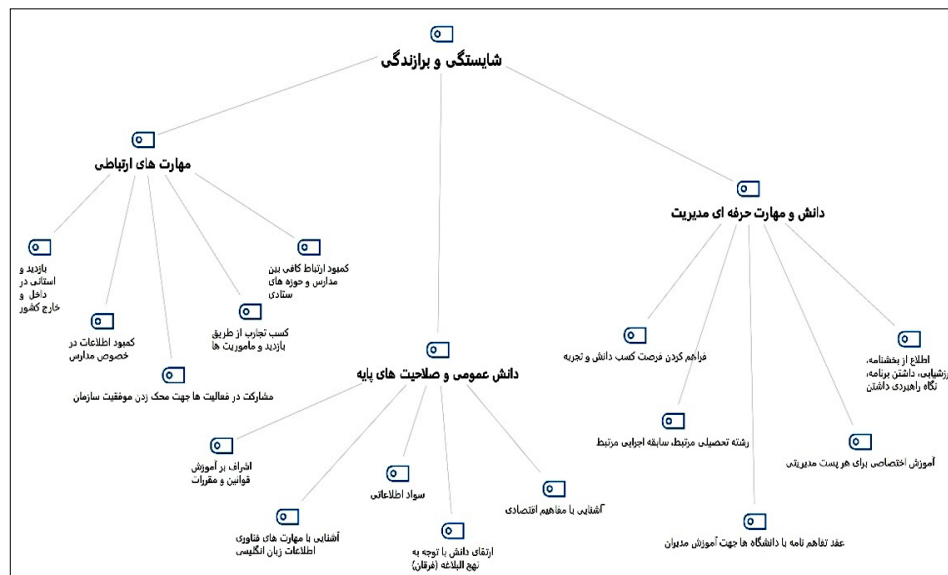 شایستگی و برازندگی
دانش و مهارت حرفه ای مدیریت
اطلاع از بخشنامه،
ارزشیابی، داشتن برنامه،
نگاه راهبردی داشتن
آموزش اختصاصی برای هر پست مدیریتی
عقد تفاهم نامه با دانشگاه ها جهت آموزش مدیران
رشته تحصیلی مرتبط، سابقه اجرایی مرتبط
فراهم کردن فرصت کسب دانش و تجربه
دانش عمومی و صلاحیت های پایه
آشنایی با مفاهیم اقتصادی
ارتقای دانش با توجه به
نهج البلاغه (فرقان)
سواد اطلاعاتی
آشنایی با مهارت های فناوری
اطلاعات زبان انگلیسی
اشراف بر آموزش
قوانین و مقررات
مهارت های ارتباطی
کمبود ارتباط کافی بین
مدارس و حوزه های
ستادی
کسب تجارب از طریق
بازدید و ماموریت ها
مشارکت در فعالیت ها جهت محک زدن موفقیت سازمان
کمبود اطلاعات در
خصوص مدارس
بازدید و
استانی در
داخل و
خارج کشور